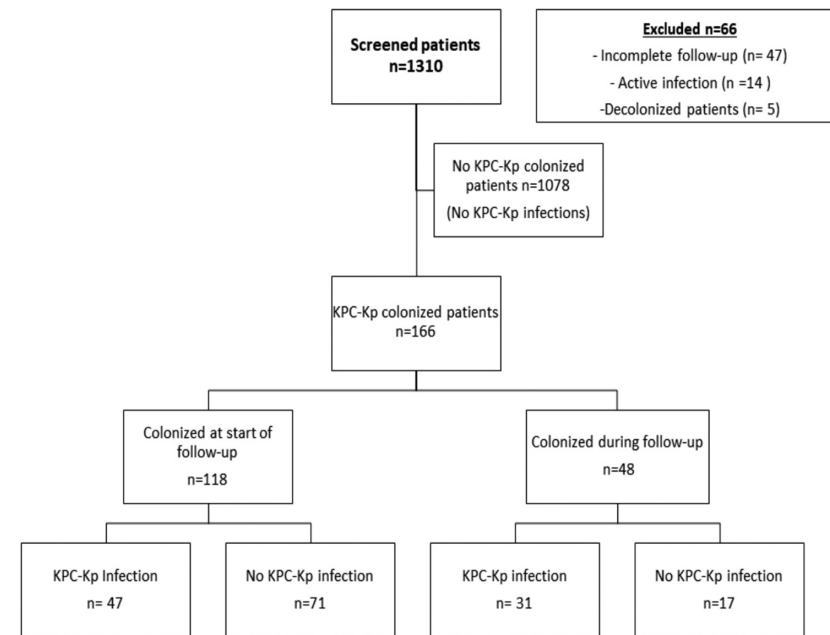 Screened patients
n=1310
Excluded n=66
- Incomplete follow-up (n= 47)
- Active infection (n =14 )
-Decolonized patients (n= 5)
No KPC-Kp colonized
patients n=1078
(No KPC-Kp infections)
KPC-Kp colonized patients
n=166
Colonized at start of
follow-up
n=118
Colonized during follow-up
n=48
KPC-Kp Infection
n= 47
No KPC-Kp infection
n=71
KPC-Kp infection
n= 31
No KPC-Kp infection
n=17